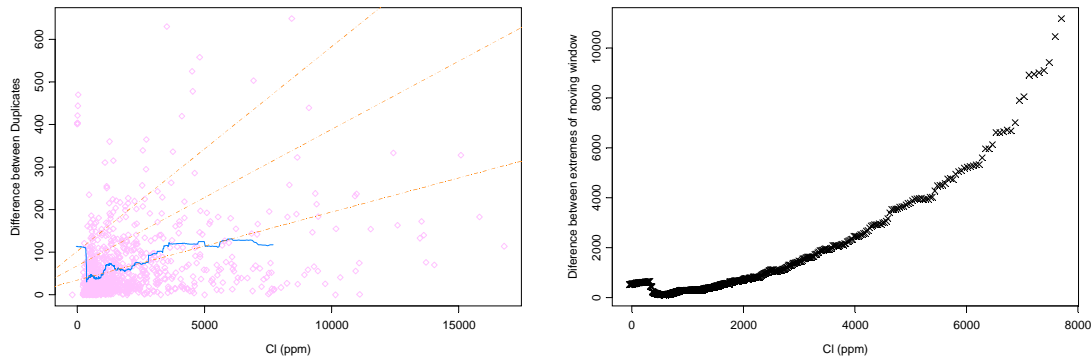 Difference between Duplicates
600
500
400
300
200
100
0
0 5000 10000 15000
Cl (ppm)
Diference between extremes of moving window
10000
8000
6000
4000
2000
0
0 2000 4000 6000 8000
Cl (ppm)